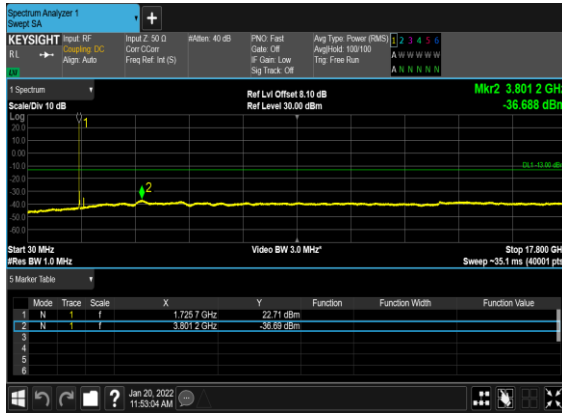 Spectrum Analyzer 1
Swept SA
+
KEYSIGHT Input: RF Input Z: 50 Ω #Atten: 40 dB PNO: Fast Avg Type: Power (RMS) 1 2 3 4 5 6
RL Coupling: DC Corr CCorr Gate: Off Avg|Hold: 100/100 A W W W W W
Align: Auto Freq Ref: Int (S) IF Gain: Low Trig: Free Run
LXI Sig Track: Off A N N N N N
1 Spectrum
Ref Lvl Offset 8.10 dB Mkr2 3.801 2 GHz
Scale/Div 10 dB Ref Level 30.00 dBm -36.688 dBm
Log
20.0
10.0
0.00
-10.0
-20.0
-30.0
-40.0
-50.0
-60.0
1
DL1 -13.00 dBm
2
Start 30 MHz Video BW 3.0 MHz* Stop 17.800 GHz
#Res BW 1.0 MHz Sweep ~35.1 ms (40001 pts)
5 Marker Table
Mode Trace Scale X Y Function Function Width Function Value
1 N 1 f 1.725 7 GHz 22.71 dBm
2 N 1 f 3.801 2 GHz -36.69 dBm
3
4
5
6
? Jan 20, 2022
11:53:04 AM